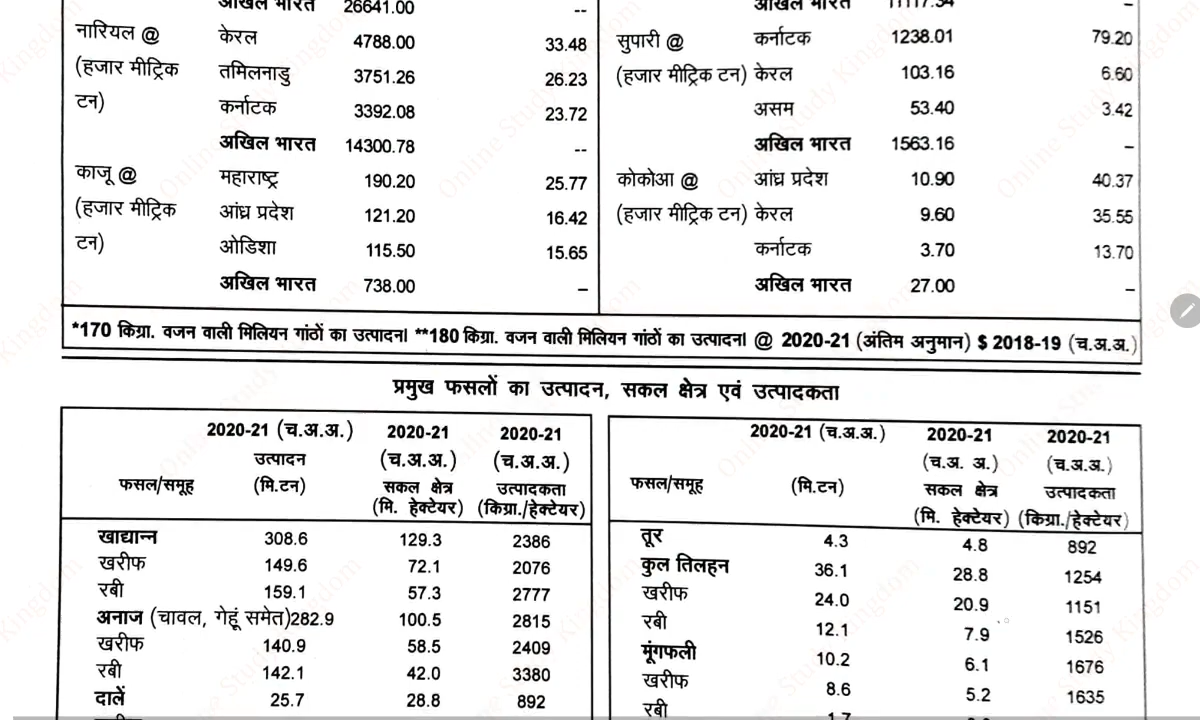 अखिल भारत 26641.00 --
नारियल @ केरल 4788.00 33.48
(हजार मीट्रिक तमिलनाडु 3751.26 26.23
टन) कर्नाटक 3392.08 23.72
अखिल भारत 14300.78 --
काजू @ महाराष्ट्र 190.20 25.77
(हजार मीट्रिक आंध्र प्रदेश 121.20 16.42
टन) ओडिशा 115.50 15.65
अखिल भारत 738.00 –
अखिल भारत 11117.34 –
सुपारी @ कर्नाटक 1238.01 79.20
(हजार मीट्रिक टन) केरल 103.16 6.60
असम 53.40 3.42
अखिल भारत 1563.16 –
कोकोआ @ आंध्र प्रदेश 10.90 40.37
(हजार मीट्रिक टन) केरल 9.60 35.55
कर्नाटक 3.70 13.70
अखिल भारत 27.00 –
*170 किग्रा. वजन वाली मिलियन गांठों का उत्पादन। **180 किग्रा. वजन वाली मिलियन गांठों का उत्पादन। @ 2020-21 (अंतिम अनुमान) $ 2018-19 (च.अ.अ.)
प्रमुख फसलों का उत्पादन, सकल क्षेत्र एवं उत्पादकता
2020-21 (च.अ.अ.) 2020-21 2020-21
उत्पादन (च.अ.अ.) (च.अ.अ.)
फसल/समूह (मि.टन) सकल क्षेत्र उत्पादकता
(मि. हेक्टेयर) (किग्रा./हेक्टेयर)
खाद्यान्न 308.6 129.3 2386
खरीफ 149.6 72.1 2076
रबी 159.1 57.3 2777
अनाज (चावल, गेहूं समेत)282.9 100.5 2815
खरीफ 140.9 58.5 2409
रबी 142.1 42.0 3380
दालें 25.7 28.8 892
2020-21 (च.अ.अ.) 2020-21 2020-21
(च.अ. अ.) (च.अ.अ.)
फसल/समूह (मि.टन) सकल क्षेत्र उत्पादकता
(मि. हेक्टेयर) (किग्रा./हेक्टेयर)
तूर 4.3 4.8 892
कुल तिलहन 36.1 28.8 1254
खरीफ 24.0 20.9 1151
रबी 12.1 7.9 1526
मूंगफली 10.2 6.1 1676
खरीफ 8.6 5.2 1635
रबी 1.7